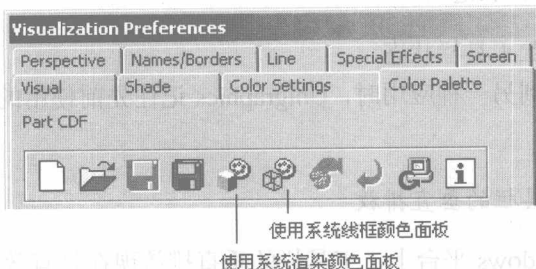 Visualization Preferences
Perspective Names/Borders Line Special Effects Screen
Visual Shade Color Settings Color Palette
Part CDF
使用系统线框颜色面板
使用系统渲染颜色面板